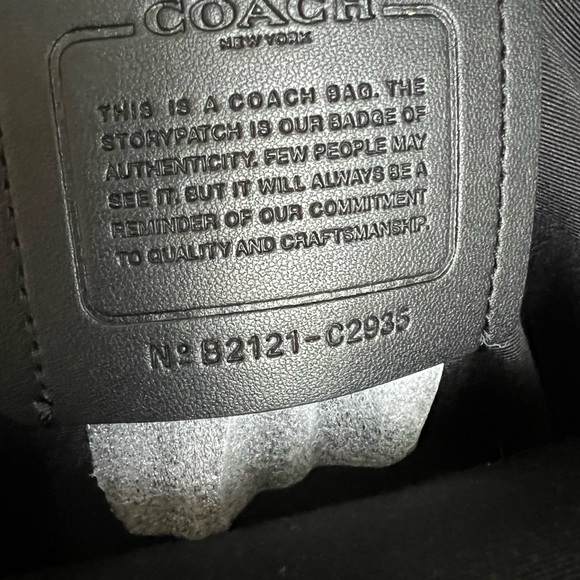 COACH
NEW YORK
THIS IS A COACH BAG. THE
STORYPATCH IS OUR BADGE OF
AUTHENTICITY. FEW PEOPLE MAY
SEE IT, BUT IT WILL ALWAYS BE A
REMINDER OF OUR COMMITMENT
TO QUALITY AND CRAFTSMANSHIP.
Nº B2121-C2935